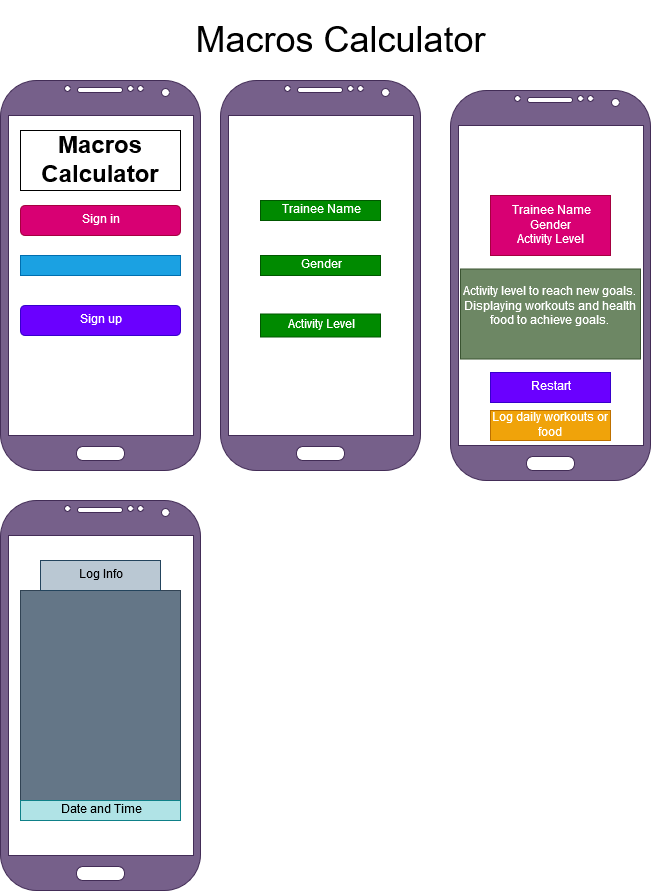 Macros Calculator
Macros
Calculator
Sign in
Sign up
Trainee Name
Gender
Activity Level
Trainee Name
Gender
Activity Level
Activity level to reach new goals.
Displaying workouts and health
food to achieve goals.
Restart
Log daily workouts or
food
Log Info
Date and Time